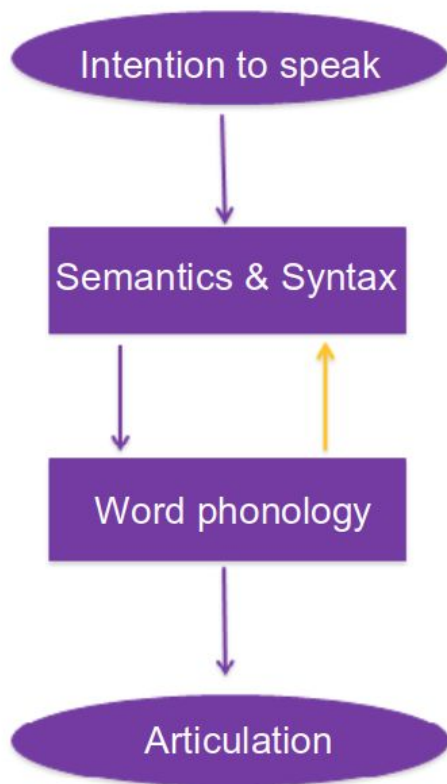 Intention to speak
Semantics & Syntax
Word phonology
Articulation